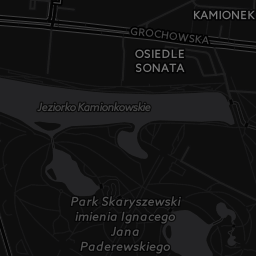 KAMIONEK
GROCHOWSKA
OSIEDLE
SONATA
Jeziorko Kamionkowskie
Park Skaryszewski
imienia Ignacego
Jana
Paderewskiego